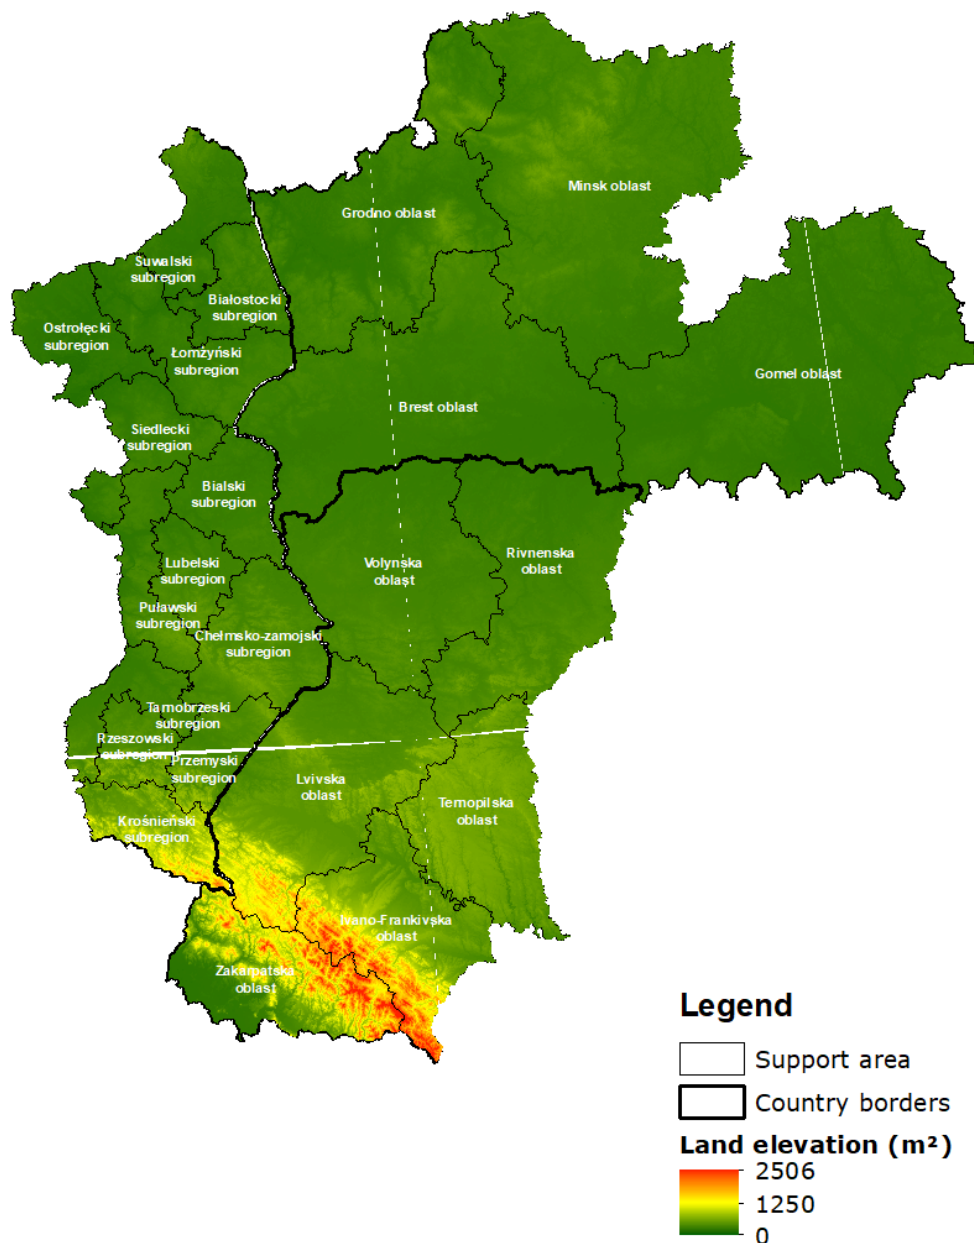 Minsk oblast
Grodno oblast
Suwalski
subregion
Białostocki
subregion
Ostrołęcki
subregion
Łomżyński
subregion
Gomel oblast
Brest oblast
Siedlecki
subregion
Bialski
subregion
Lubelski
subregion
Volynska
oblast
Rivnenska
oblast
Puławski
subregion
Chełmsko-zamojski
subregion
Tarnobrzeski
subregion
Rzeszowski
subregion
Przemyski
subregion
Lvivska
oblast
Ternopilska
oblast
Krośnieński
subregion
Ivano-Frankivska
oblast
Zakarpatska
oblast
Legend
Support area
Country borders
Land elevation (m²)
2506
1250
0